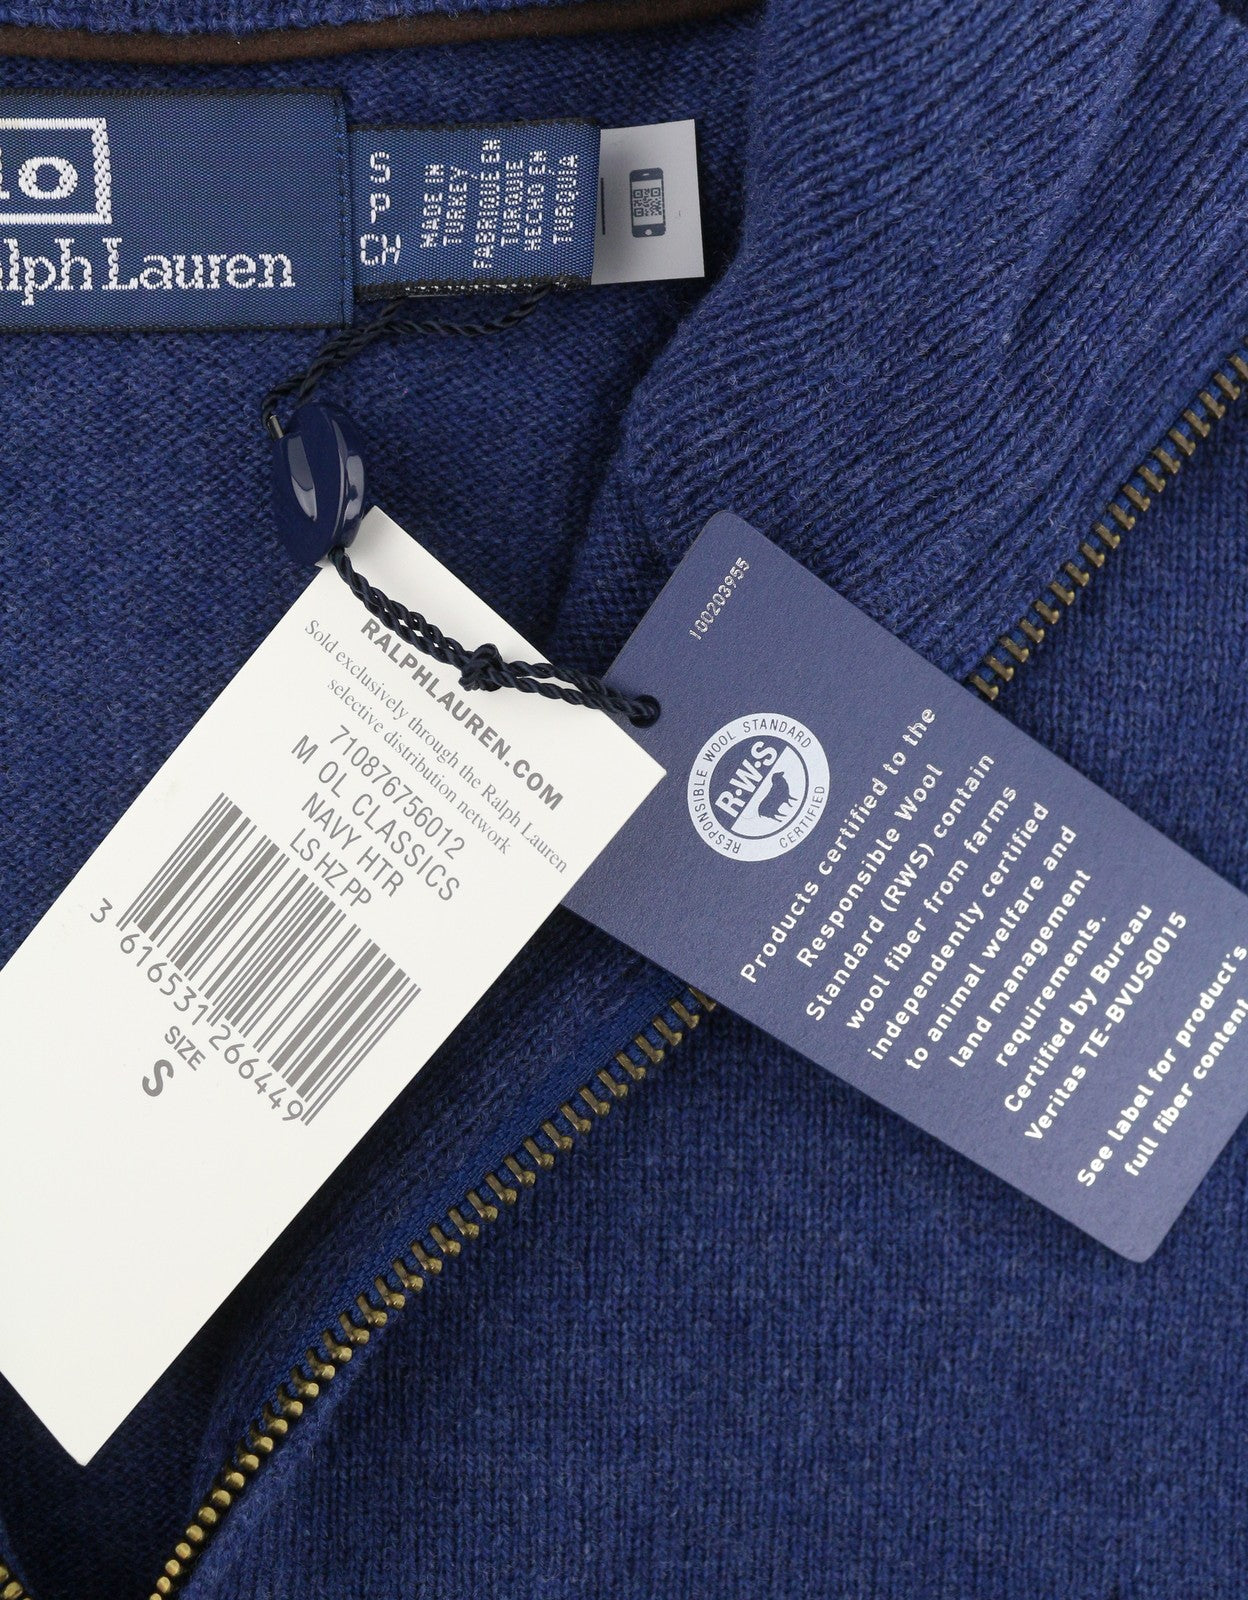 lo
alph Lauren
S
P
CH
MADE IN
TURKEY
FABRIQUE EN
TURQUIE
HECHO EN
TURQUIA
RALPHLAUREN.COM
Sold exclusively through the Ralph Lauren
selective distribution network
710876756012
M OL CLASSICS
NAVY HTR
LS HZ PP
3 616531 266449
SIZE
S
100203955
RESPONSIBLE WOOL STANDARD
R·W·S
CERTIFIED
Products certified to the
Responsible Wool
Standard (RWS) contain
wool fiber from farms
independently certified
to animal welfare and
land management
requirements.
Certified by Bureau
Veritas TE-BVUS0015
See label for product's
full fiber content